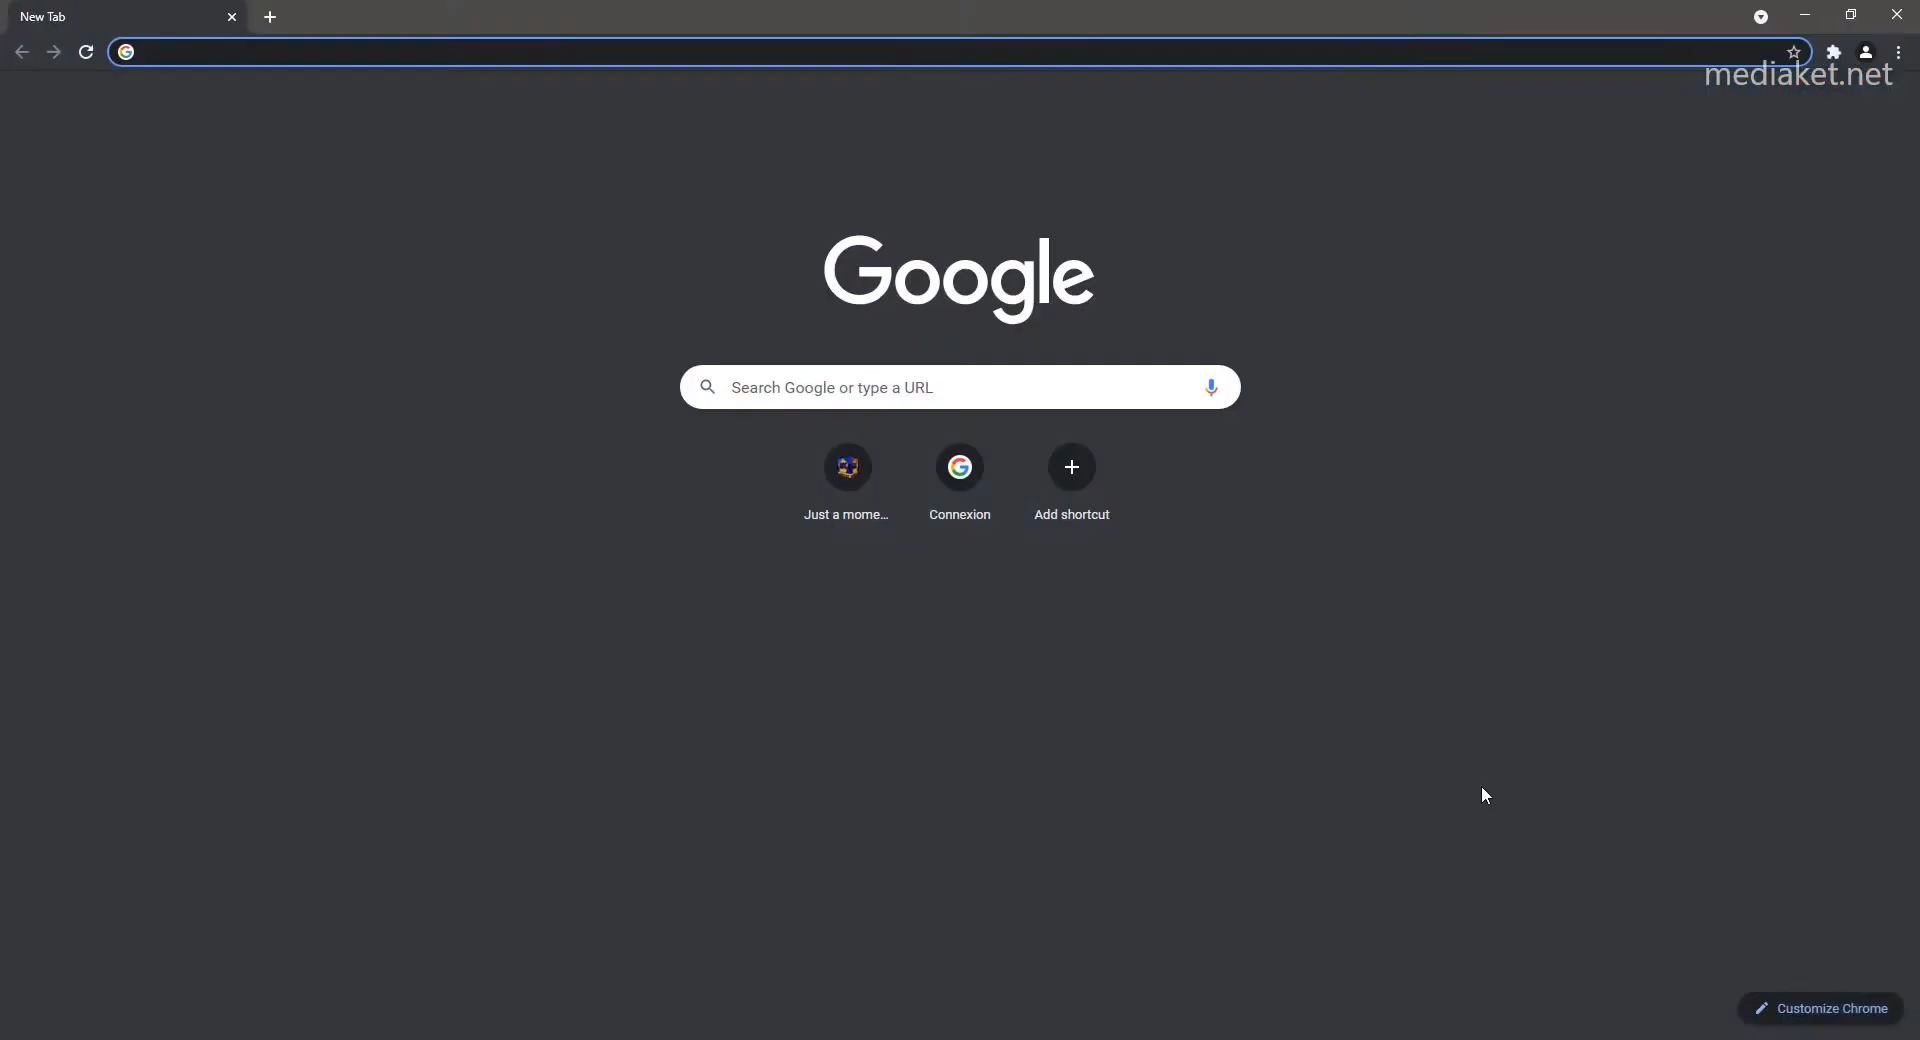 New Tab
mediaket.net
Google
Search Google or type a URL
Just a mome...
Connexion
Add shortcut
Customize Chrome